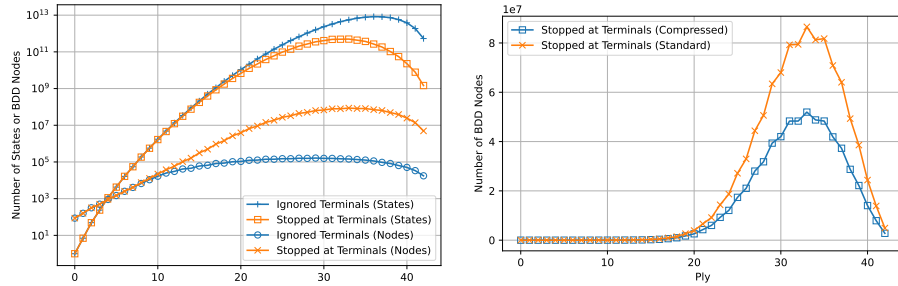 Number of States or BDD Nodes
10^13
10^11
10^9
10^7
10^5
10^3
10^1
0
10
20
30
40
Ignored Terminals (States)
Stopped at Terminals (States)
Ignored Terminals (Nodes)
Stopped at Terminals (Nodes)
1e7
Number of BDD Nodes
8
6
4
2
0
0
10
20
30
40
Ply
Stopped at Terminals (Compressed)
Stopped at Terminals (Standard)